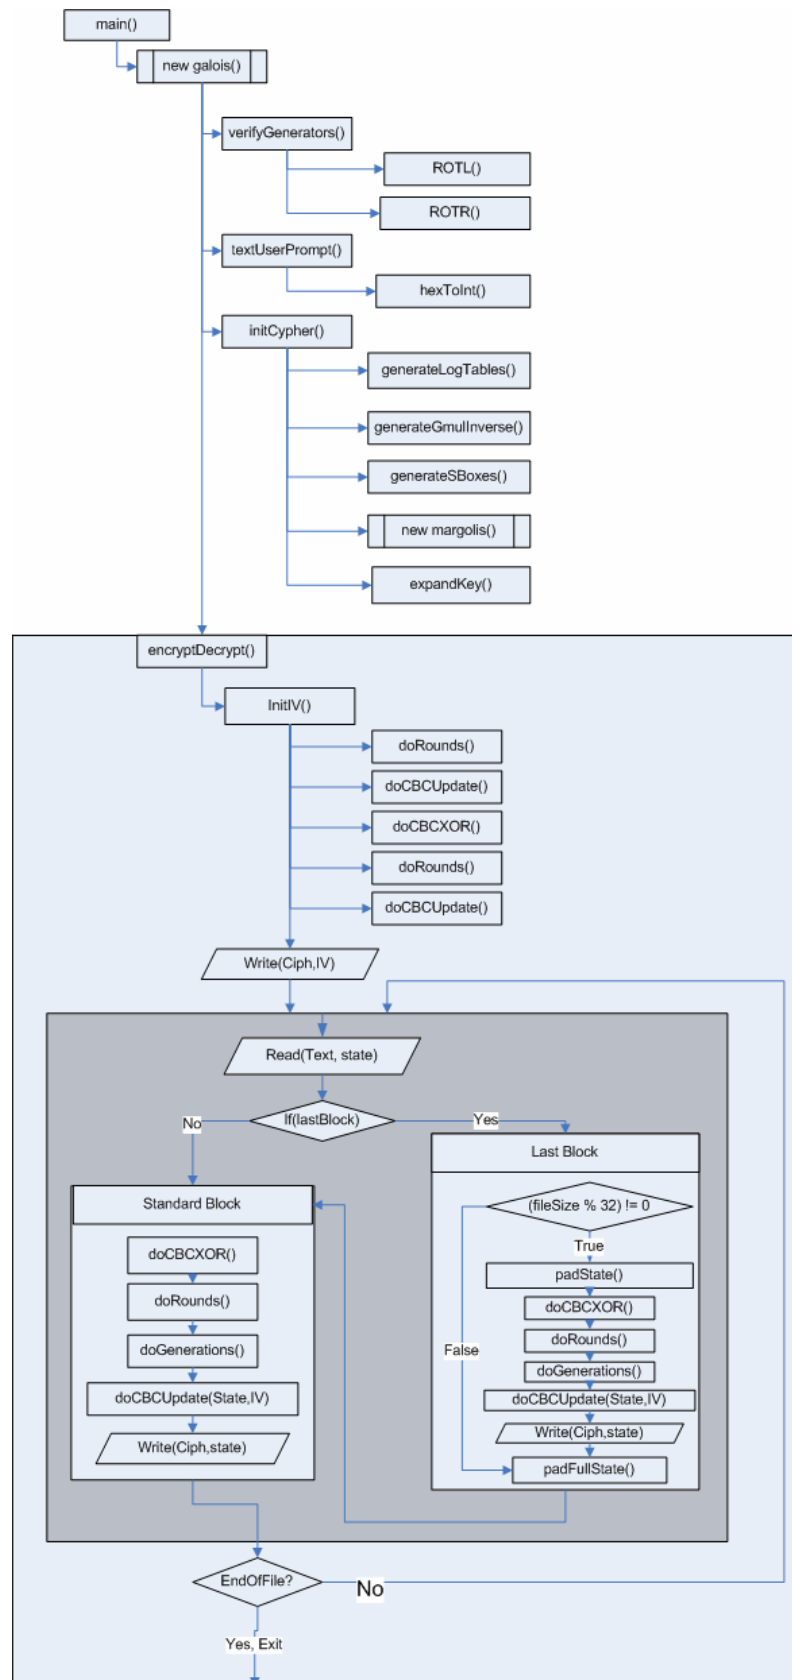 main()
new galois()
verifyGenerators()
ROTL()
ROTR()
textUserPrompt()
hexToInt()
initCypher()
generateLogTables()
generateGmulInverse()
generateSBoxes()
new margolis()
expandKey()
encryptDecrypt()
InitIV()
doRounds()
doCBCUpdate()
doCBCXOR()
doRounds()
doCBCUpdate()
Write(Ciph,IV)
Read(Text, state)
If(lastBlock)
No
Yes
Standard Block
doCBCXOR()
doRounds()
doGenerations()
doCBCUpdate(State,IV)
Write(Ciph,state)
Last Block
(fileSize % 32) != 0
True
False
padState()
doCBCXOR()
doRounds()
doGenerations()
doCBCUpdate(State,IV)
Write(Ciph,state)
padFullState()
EndOfFile?
No
Yes, Exit